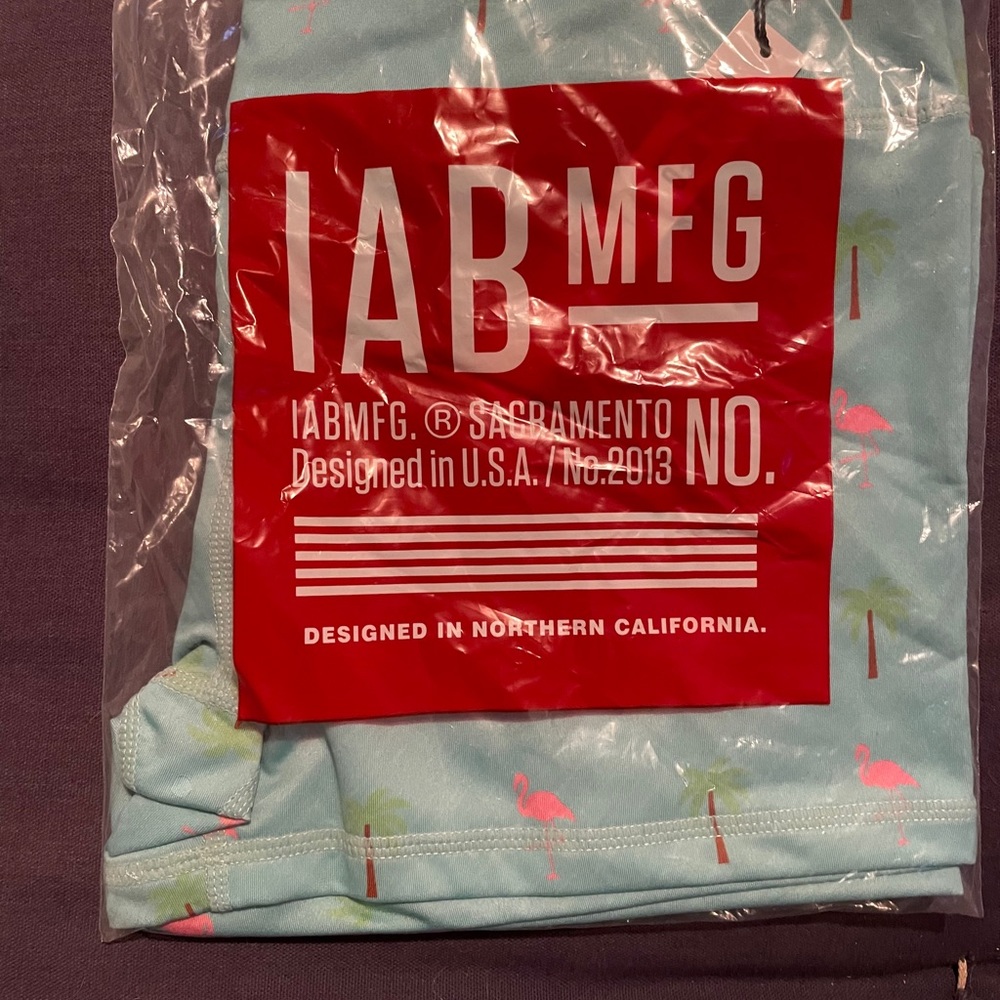 IAB MFG
IABMFG. ® SACRAMENTO
Designed in U.S.A. / No.2013 NO.
DESIGNED IN NORTHERN CALIFORNIA.